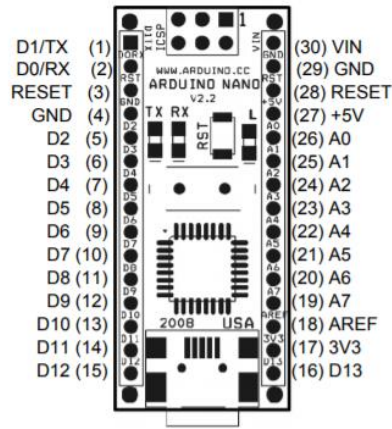 D1/TX (1)
D0/RX (2)
RESET (3)
GND (4)
D2 (5)
D3 (6)
D4 (7)
D5 (8)
D6 (9)
D7 (10)
D8 (11)
D9 (12)
D10 (13)
D11 (14)
D12 (15)
D1TX
ICSP
1
WWW.ARDUINO.CC
ARDUINO NANO
V2.2
TX RX
RST
L
2008 USA
D0RX
RST
GND
D2
D3
D4
D5
D6
D7
D8
D9
D10
D11
D12
VIN
GND
RST
+5V
A0
A1
A2
A3
A4
A5
A6
A7
AREF
3V3
D13
(30) VIN
(29) GND
(28) RESET
(27) +5V
(26) A0
(25) A1
(24) A2
(23) A3
(22) A4
(21) A5
(20) A6
(19) A7
(18) AREF
(17) 3V3
(16) D13